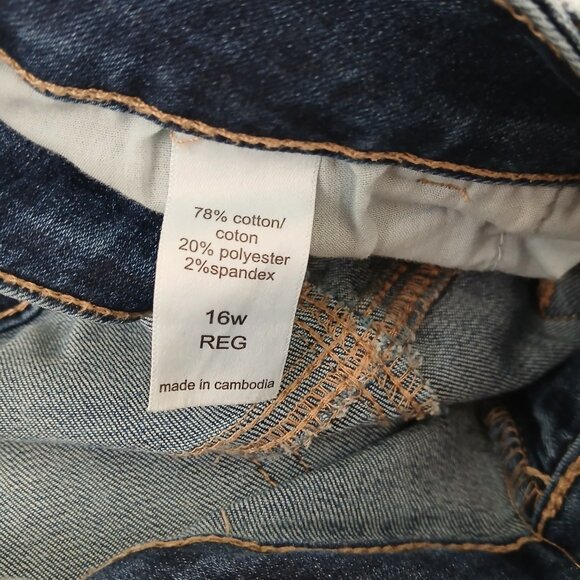 78% cotton/
coton
20% polyester
2%spandex
16w
REG
made in cambodia